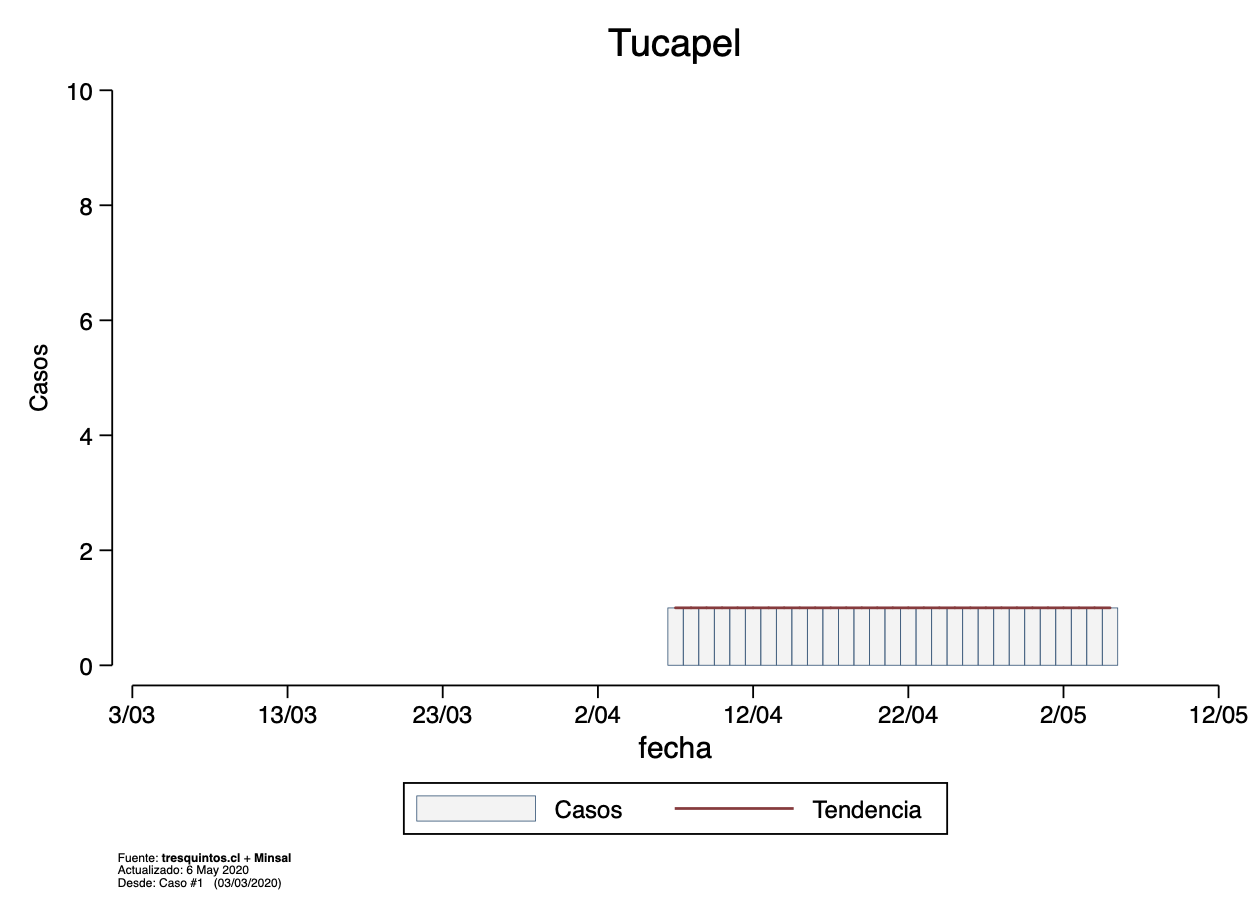 Tucapel
10
8
6
4
2
0
Casos
3/03 13/03 23/03 2/04 12/04 22/04 2/05 12/05
fecha
Casos Tendencia
Fuente: tresquintos.cl + Minsal
Actualizado: 6 May 2020
Desde: Caso #1 (03/03/2020)